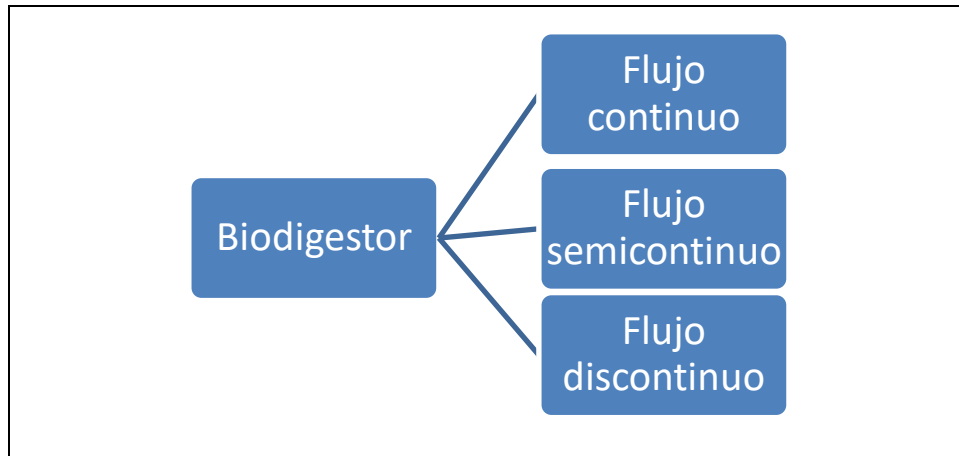 Biodigestor
Flujo
continuo
Flujo
semicontinuo
Flujo
discontinuo